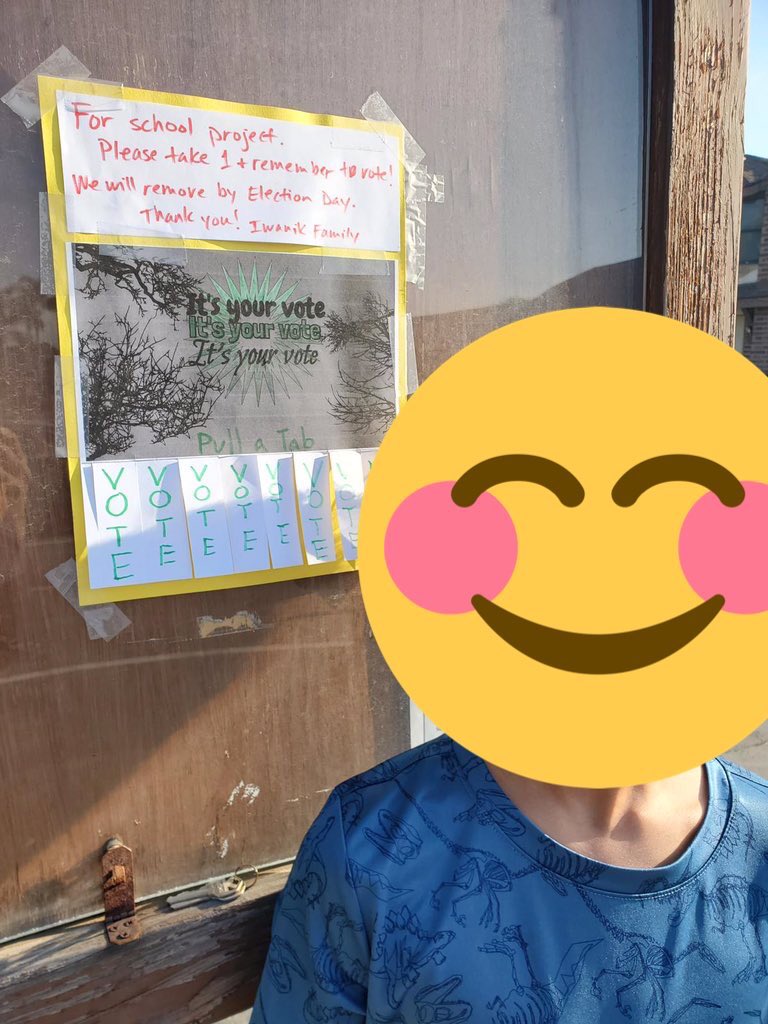 For school project.
Please take 1 + remember to vote!
We will remove by Election Day.
Thank you! Iwanik Family
It's your vote
It's your vote
It's your vote
Pull a Tab
VOTE VOTE VOTE VOTE VOTE VOTE VOTE